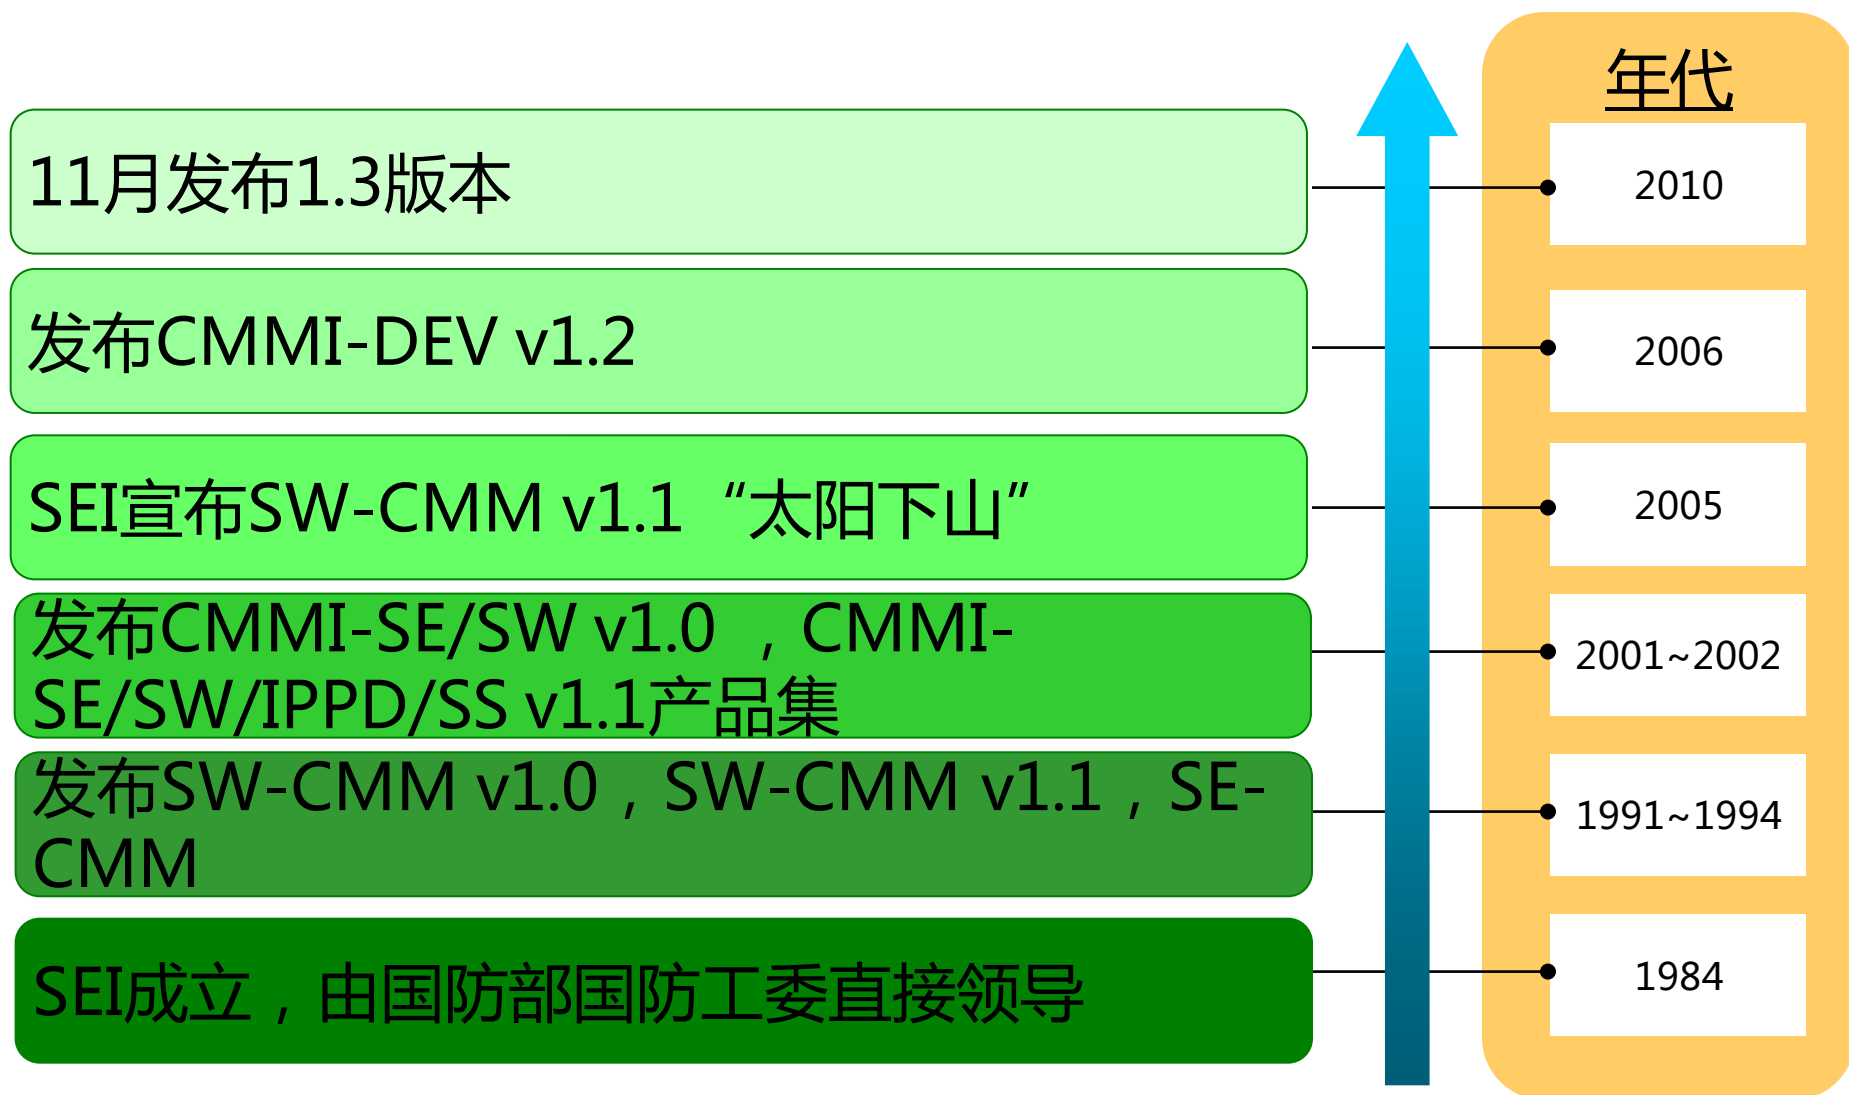 年代
11月发布1.3版本
2010
发布CMMI-DEV v1.2
2006
SEI宣布SW-CMM v1.1“太阳下山”
2005
发布CMMI-SE/SW v1.0 ，CMMI-
SE/SW/IPPD/SS v1.1产品集
2001~2002
发布SW-CMM v1.0，SW-CMM v1.1，SE-
CMM
1991~1994
SEI成立，由国防部国防工委直接领导
1984